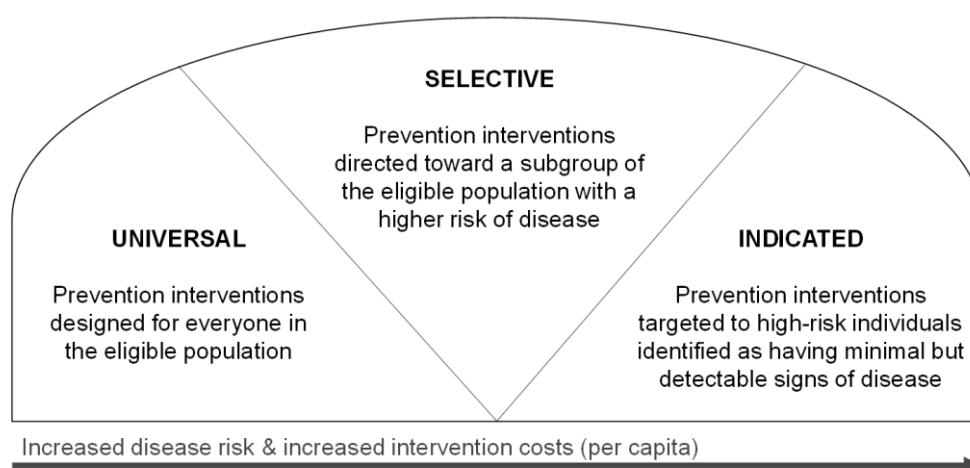 SELECTIVE
Prevention interventions
directed toward a subgroup of
the eligible population with a
higher risk of disease
UNIVERSAL
Prevention interventions
designed for everyone in
the eligible population
INDICATED
Prevention interventions
targeted to high-risk individuals
identified as having minimal but
detectable signs of disease
Increased disease risk & increased intervention costs (per capita)